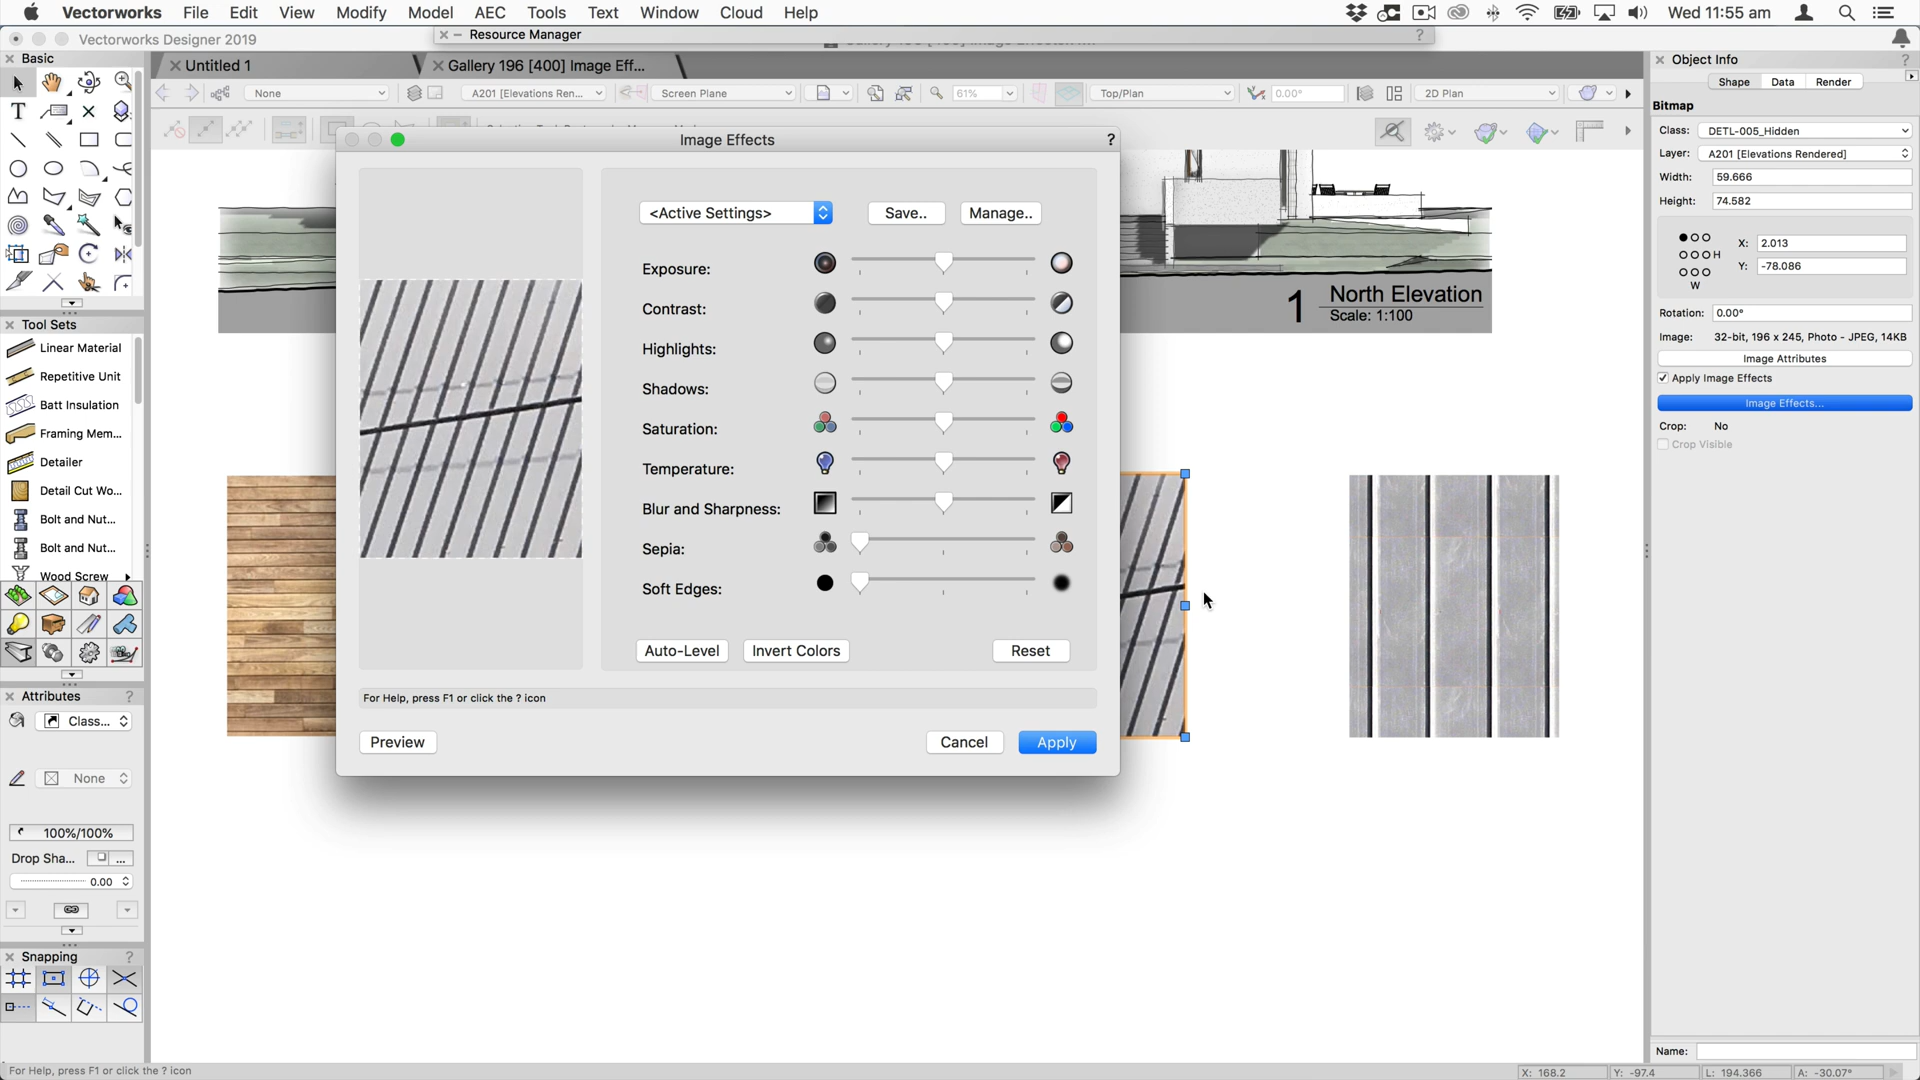 Vectorworks File Edit View Modify Model AEC Tools Text Window Cloud Help Wed 11:55 am
Vectorworks Designer 2019
Resource Manager ?
Basic
Untitled 1
Gallery 196 [400] Image Eff...
None
A201 [Elevations Ren...
Screen Plane
61%
Top/Plan
0.00°
2D Plan
Image Effects ?
<Active Settings> Save.. Manage..
Exposure:
Contrast:
Highlights:
Shadows:
Saturation:
Temperature:
Blur and Sharpness:
Sepia:
Soft Edges:
Auto-Level Invert Colors Reset
For Help, press F1 or click the ? icon
Preview Cancel Apply
1 North Elevation
Scale: 1:100
Tool Sets
Linear Material
Repetitive Unit
Batt Insulation
Framing Mem...
Detailer
Detail Cut Wo...
Bolt and Nut...
Bolt and Nut...
Wood Screw
Attributes ?
Class...
None
100%/100%
Drop Sha... ...
0.00
Snapping ?
Object Info ?
Shape Data Render
Bitmap
Class: DETL-005_Hidden
Layer: A201 [Elevations Rendered]
Width: 59.666
Height: 74.582
X: 2.013
H
Y: -78.086
W
Rotation: 0.00°
Image: 32-bit, 196 x 245, Photo - JPEG, 14KB
Image Attributes
Apply Image Effects
Image Effects...
Crop: No
Crop Visible
Name:
For Help, press F1 or click the ? icon
X: 168.2 Y: -97.4 L: 194.366 A: -30.07°